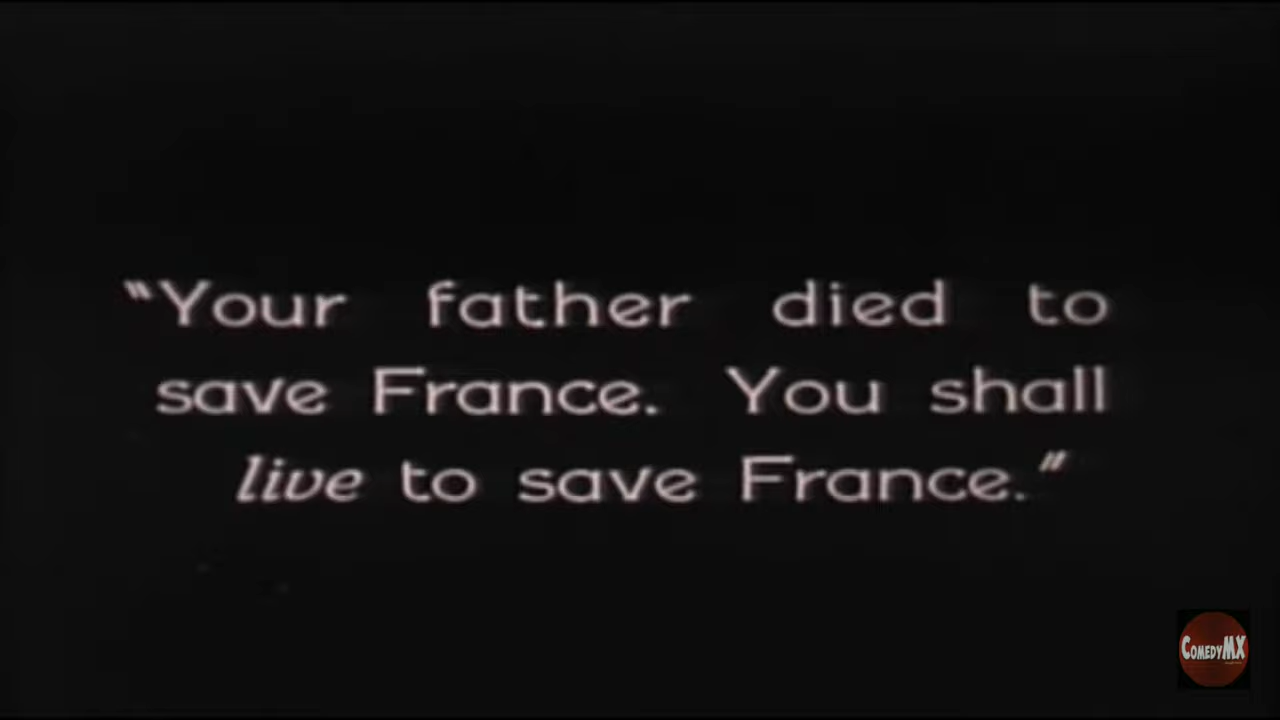 "Your father died to
save France. You shall
live to save France."
COMEDYMX